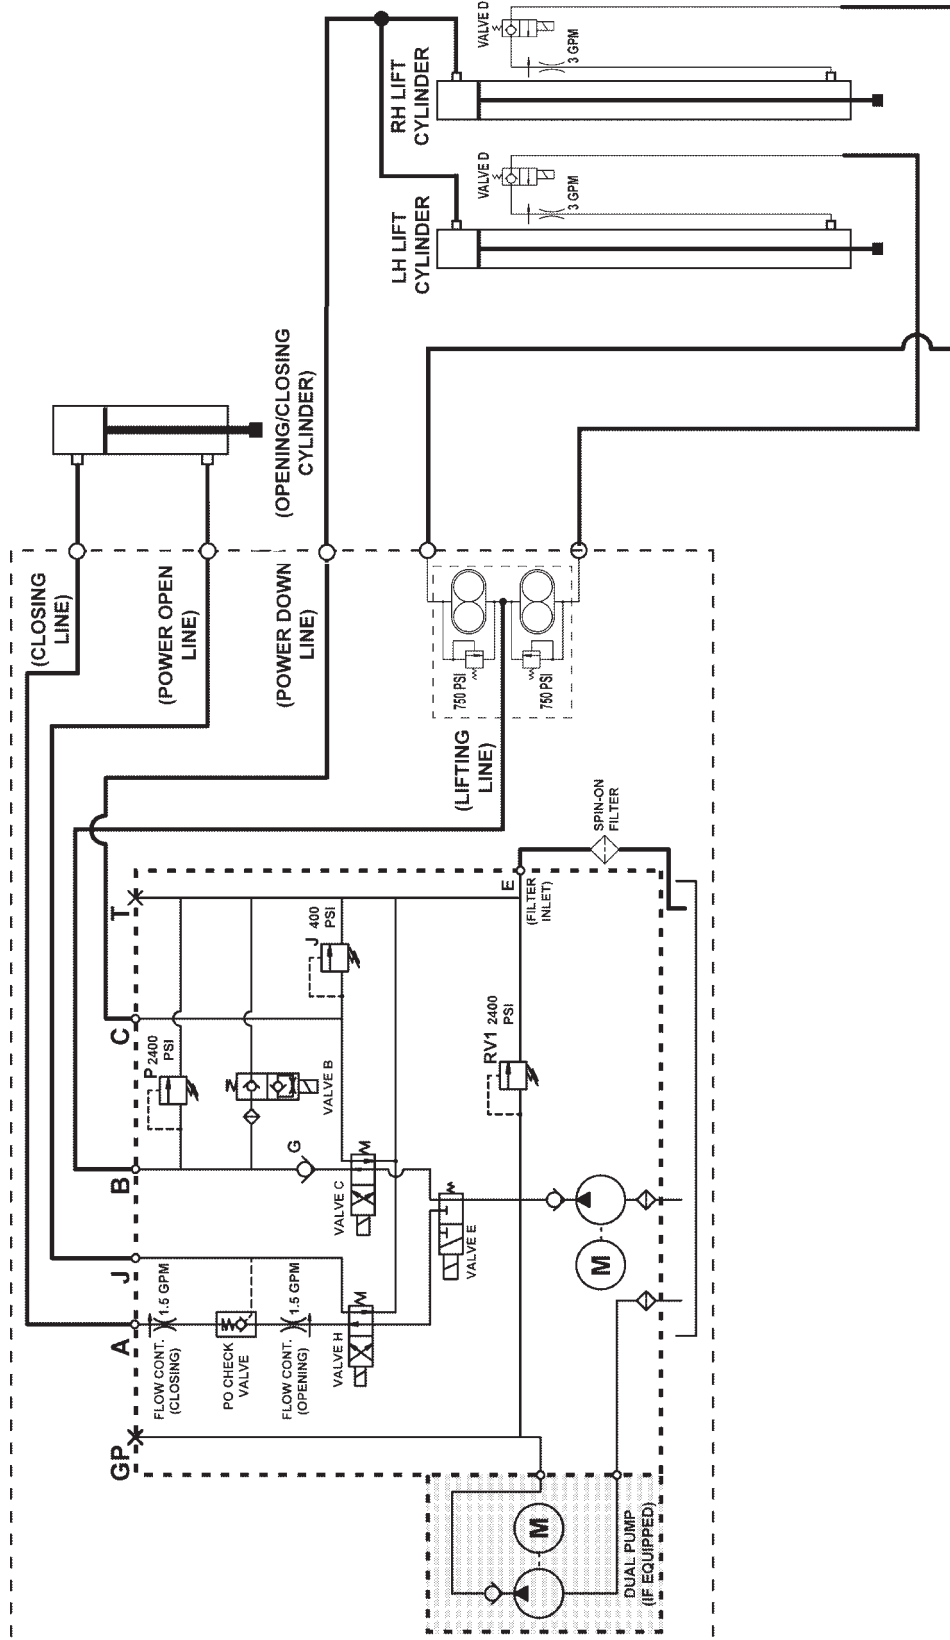 VALVE D
3 GPM
RH LIFT
CYLINDER
VALVE D
3 GPM
LH LIFT
CYLINDER
(OPENING/CLOSING
CYLINDER)
(CLOSING
LINE)
(POWER OPEN
LINE)
(POWER DOWN
LINE)
750 PSI
750 PSI
(LIFTING
LINE)
SPIN-ON
FILTER
E
(FILTER
INLET)
T
J 400
PSI
C
P 2400
PSI
RV1 2400
PSI
VALVE B
B
G
VALVE C
VALVE E
J
A
1.5 GPM
FLOW CONT.
(CLOSING)
PO CHECK
VALVE
1.5 GPM
FLOW CONT.
(OPENING)
VALVE H
M
GP
M
DUAL PUMP
(IF EQUIPPED)